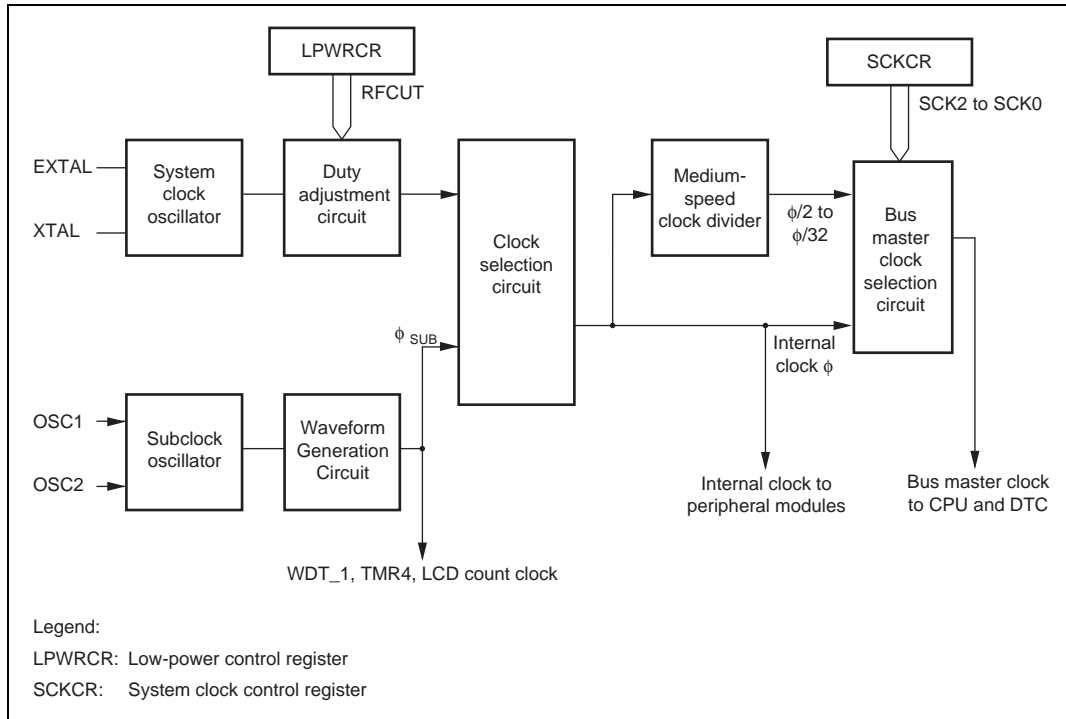 LPWRCR
RFCUT
SCKCR
SCK2 to SCK0
EXTAL
XTAL
System
clock
oscillator
Duty
adjustment
circuit
Clock
selection
circuit
Medium-
speed
clock divider
ϕ/2 to
ϕ/32
Bus
master
clock
selection
circuit
ϕ SUB
Internal
clock ϕ
OSC1
OSC2
Subclock
oscillator
Waveform
Generation
Circuit
Internal clock to
peripheral modules
Bus master clock
to CPU and DTC
WDT_1, TMR4, LCD count clock
Legend:
LPWRCR: Low-power control register
SCKCR: System clock control register